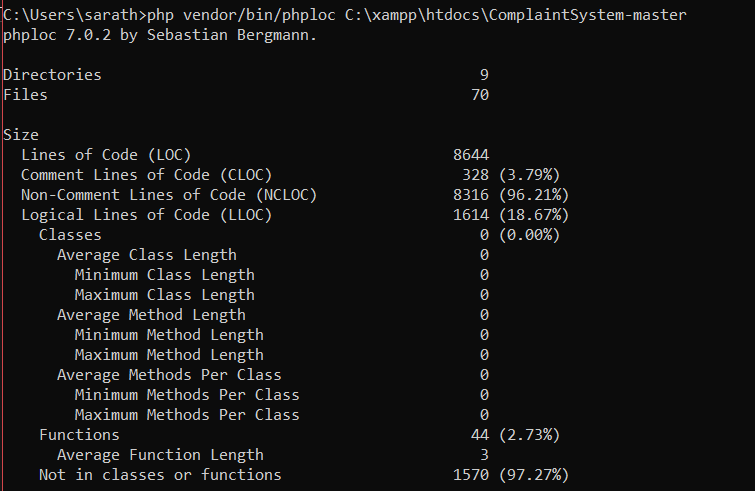 C:\Users\sarath>php vendor/bin/phploc C:\xampp\htdocs\ComplaintSystem-master
phploc 7.0.2 by Sebastian Bergmann.
Directories 9
Files 70
Size
Lines of Code (LOC) 8644
Comment Lines of Code (CLOC) 328 (3.79%)
Non-Comment Lines of Code (NCLOC) 8316 (96.21%)
Logical Lines of Code (LLOC) 1614 (18.67%)
Classes 0 (0.00%)
Average Class Length 0
Minimum Class Length 0
Maximum Class Length 0
Average Method Length 0
Minimum Method Length 0
Maximum Method Length 0
Average Methods Per Class 0
Minimum Methods Per Class 0
Maximum Methods Per Class 0
Functions 44 (2.73%)
Average Function Length 3
Not in classes or functions 1570 (97.27%)